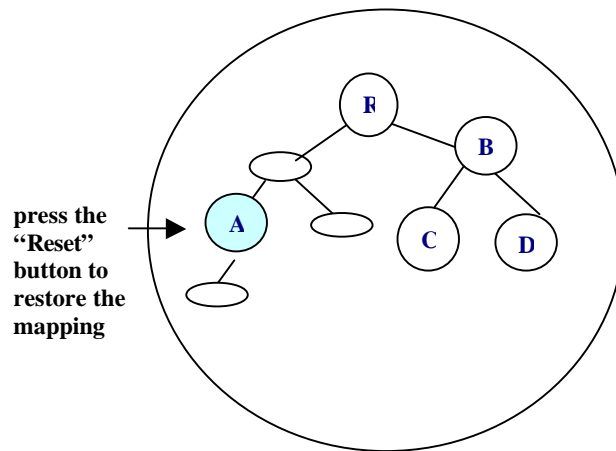 R
B
A
C
D
press the
“Reset”
button to
restore the
mapping